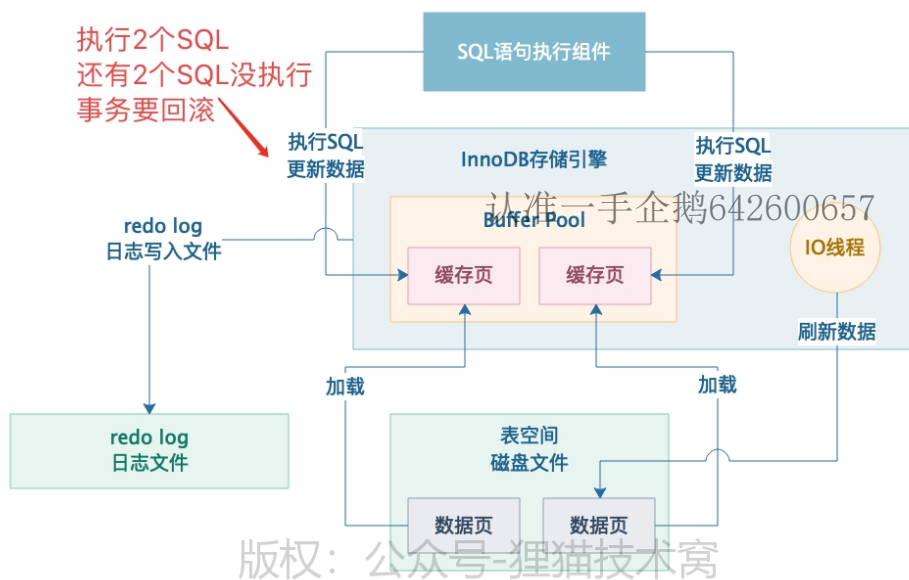 执行2个SQL
还有2个SQL没执行
事务要回滚
SQL语句执行组件
执行SQL
更新数据
InnoDB存储引擎
执行SQL
更新数据
认准一手企鹅642600657
Buffer Pool
redo log
日志写入文件
缓存页
缓存页
IO线程
刷新数据
加载
加载
redo log
日志文件
表空间
磁盘文件
数据页
数据页
版权：公众号-狸猫技术窝